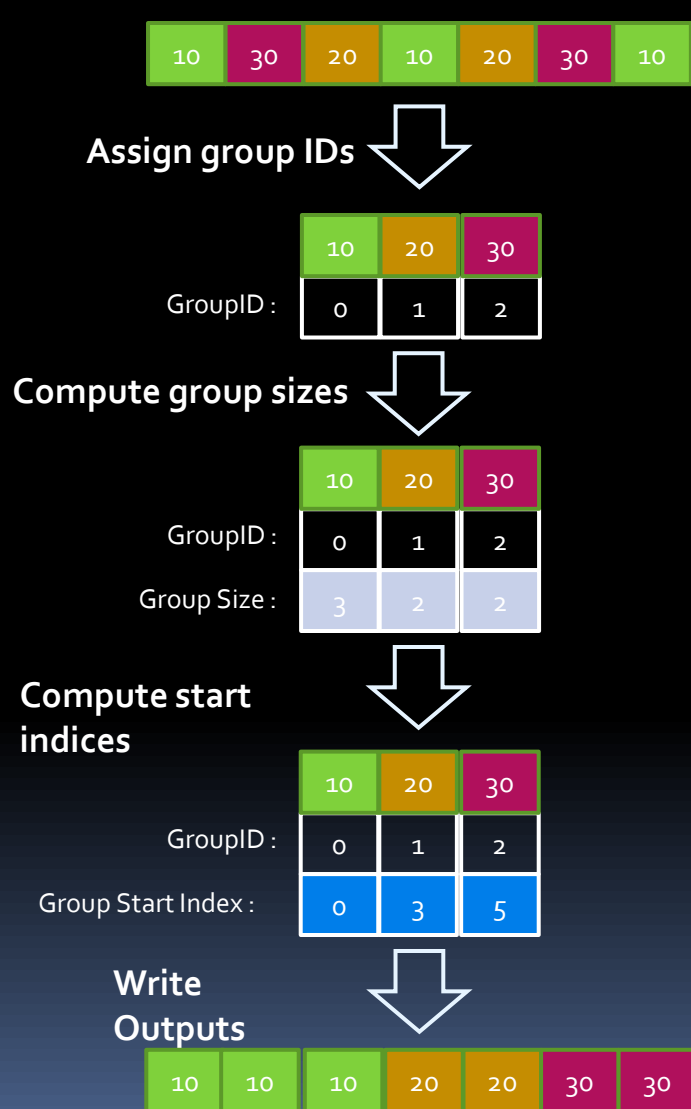 10 30 20 10 20 30 10
Assign group IDs
10 20 30
GroupID : 0 1 2
Compute group sizes
10 20 30
GroupID : 0 1 2
Group Size : 3 2 2
Compute start
indices
10 20 30
GroupID : 0 1 2
Group Start Index : 0 3 5
Write
Outputs
10 10 10 20 20 30 30